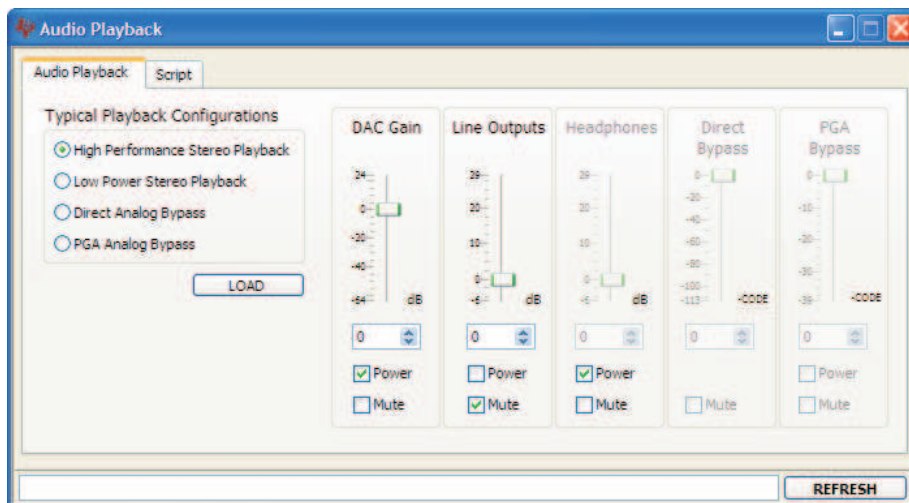 Audio Playback
Audio Playback Script
Typical Playback Configurations
High Performance Stereo Playback
Low Power Stereo Playback
Direct Analog Bypass
PGA Analog Bypass
LOAD
DAC Gain
24
0
-20
-40
-64
dB
0
Power
Mute
Line Outputs
29
20
10
0
-6
dB
0
Power
Mute
Headphones
29
20
10
0
-6
dB
0
Power
Mute
Direct
Bypass
0
-20
-40
-60
-80
-100
-113
-CODE
0
Mute
PGA
Bypass
0
-10
-20
-30
-39
-CODE
0
Power
Mute
REFRESH